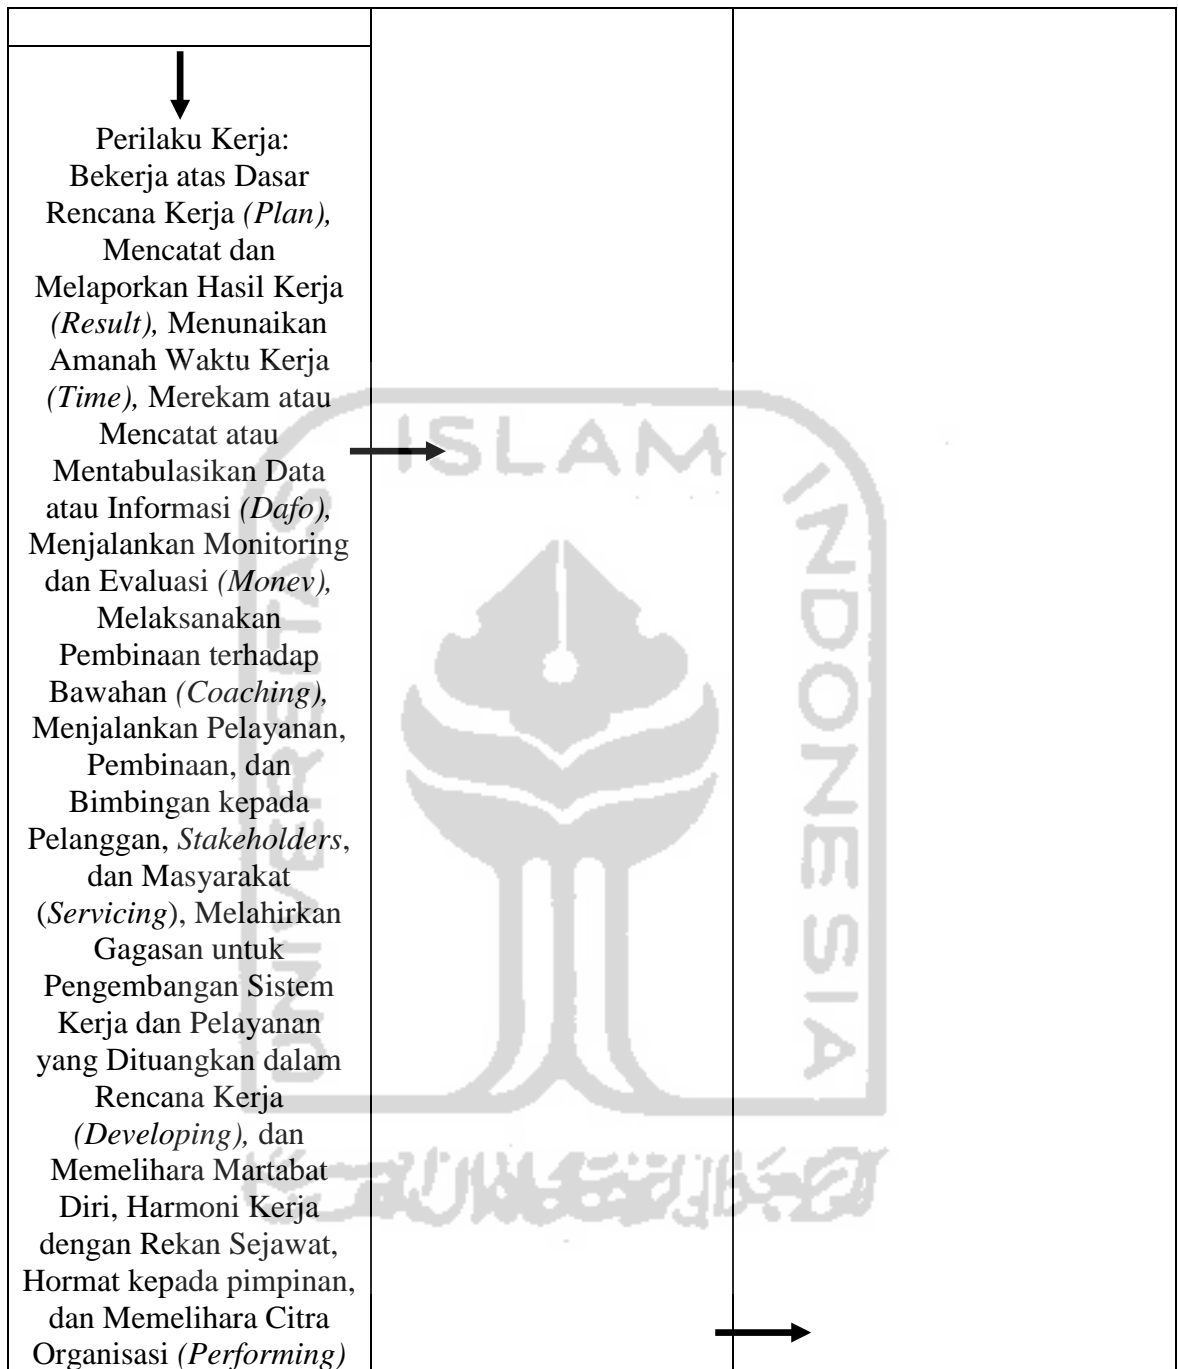 Perilaku Kerja:
Bekerja atas Dasar
Rencana Kerja (Plan),
Mencatat dan
Melaporkan Hasil Kerja
(Result), Menunaikan
Amanah Waktu Kerja
(Time), Merekam atau
Mencatat atau
Mentabulasikan Data
atau Informasi (Dafo),
Menjalankan Monitoring
dan Evaluasi (Monev),
Melaksanakan
Pembinaan terhadap
Bawahan (Coaching),
Menjalankan Pelayanan,
Pembinaan, dan
Bimbingan kepada
Pelanggan, Stakeholders,
dan Masyarakat
(Servicing), Melahirkan
Gagasan untuk
Pengembangan Sistem
Kerja dan Pelayanan
yang Dituangkan dalam
Rencana Kerja
(Developing), dan
Memelihara Martabat
Diri, Harmoni Kerja
dengan Rekan Sejawat,
Hormat kepada pimpinan,
dan Memelihara Citra
Organisasi (Performing)
UNIVERSITAS
ISLAM
INDONESIA